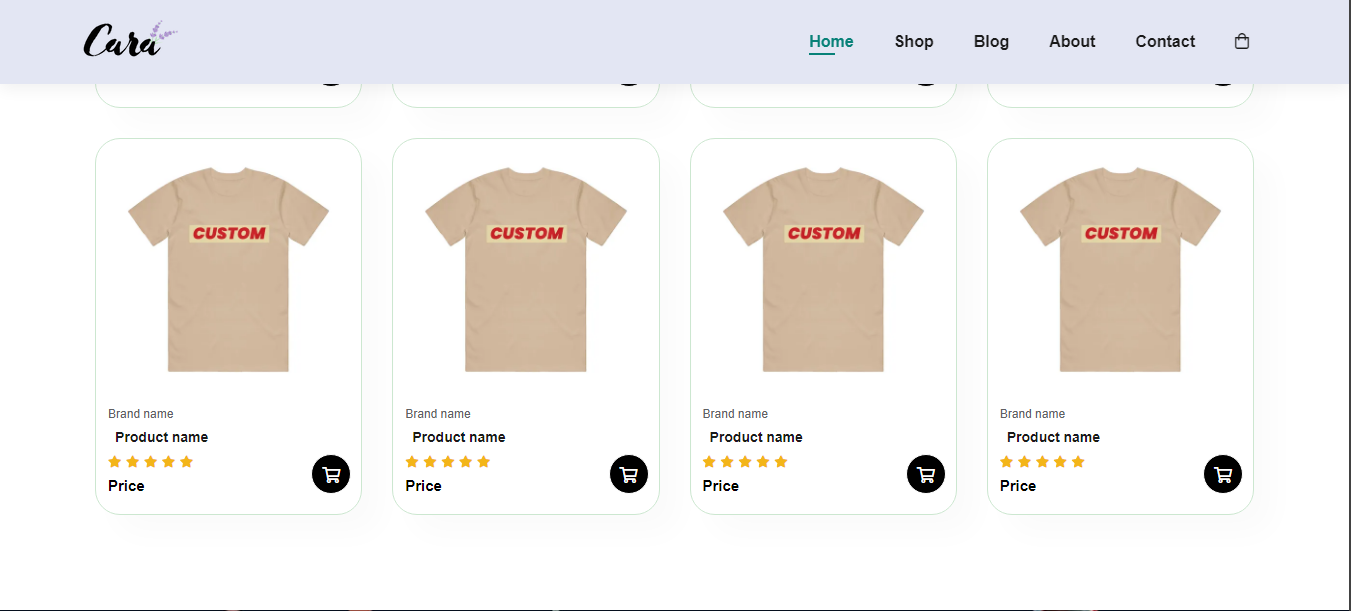 Cara
Home Shop Blog About Contact
CUSTOM CUSTOM CUSTOM CUSTOM
Brand name Brand name Brand name Brand name
Product name Product name Product name Product name
Price Price Price Price